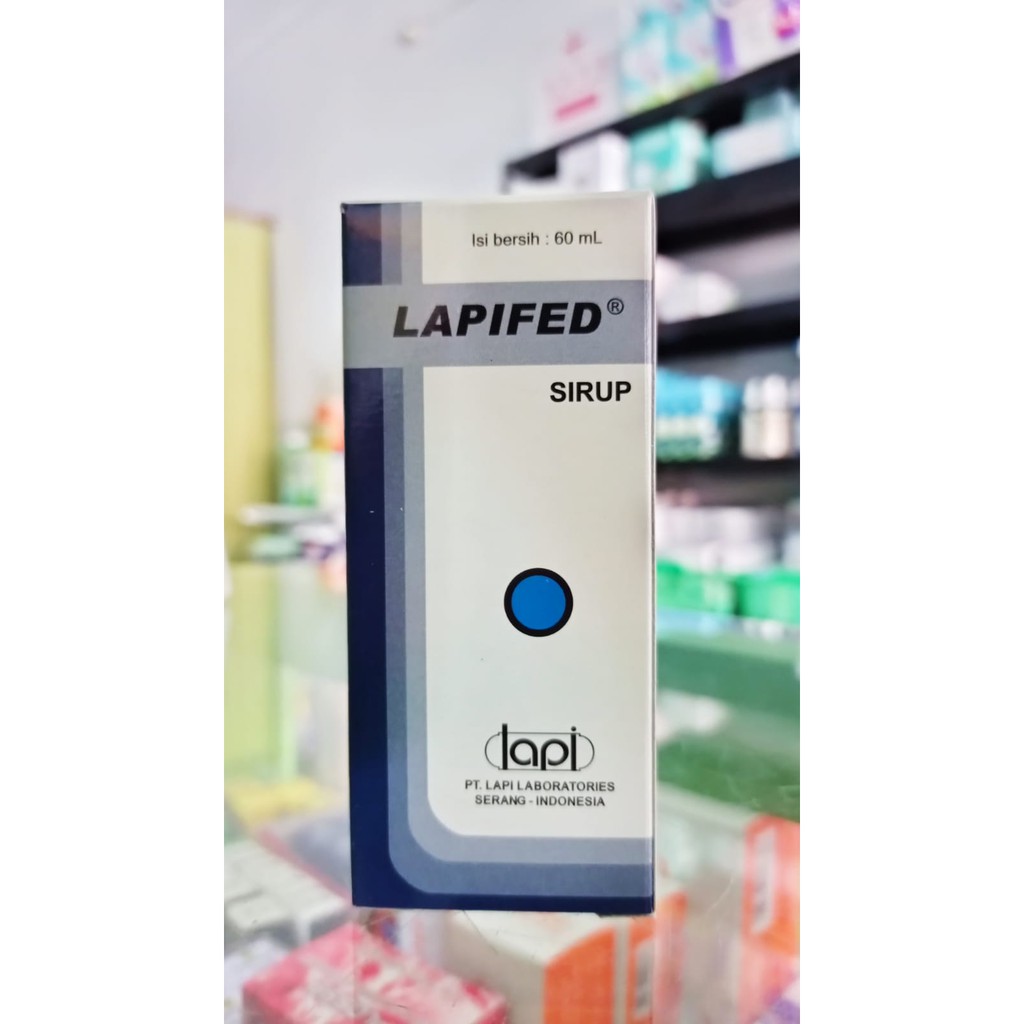 Isi bersih : 60 mL
LAPIFED®
SIRUP
lapi
PT. LAPI LABORATORIES
SERANG - INDONESIA